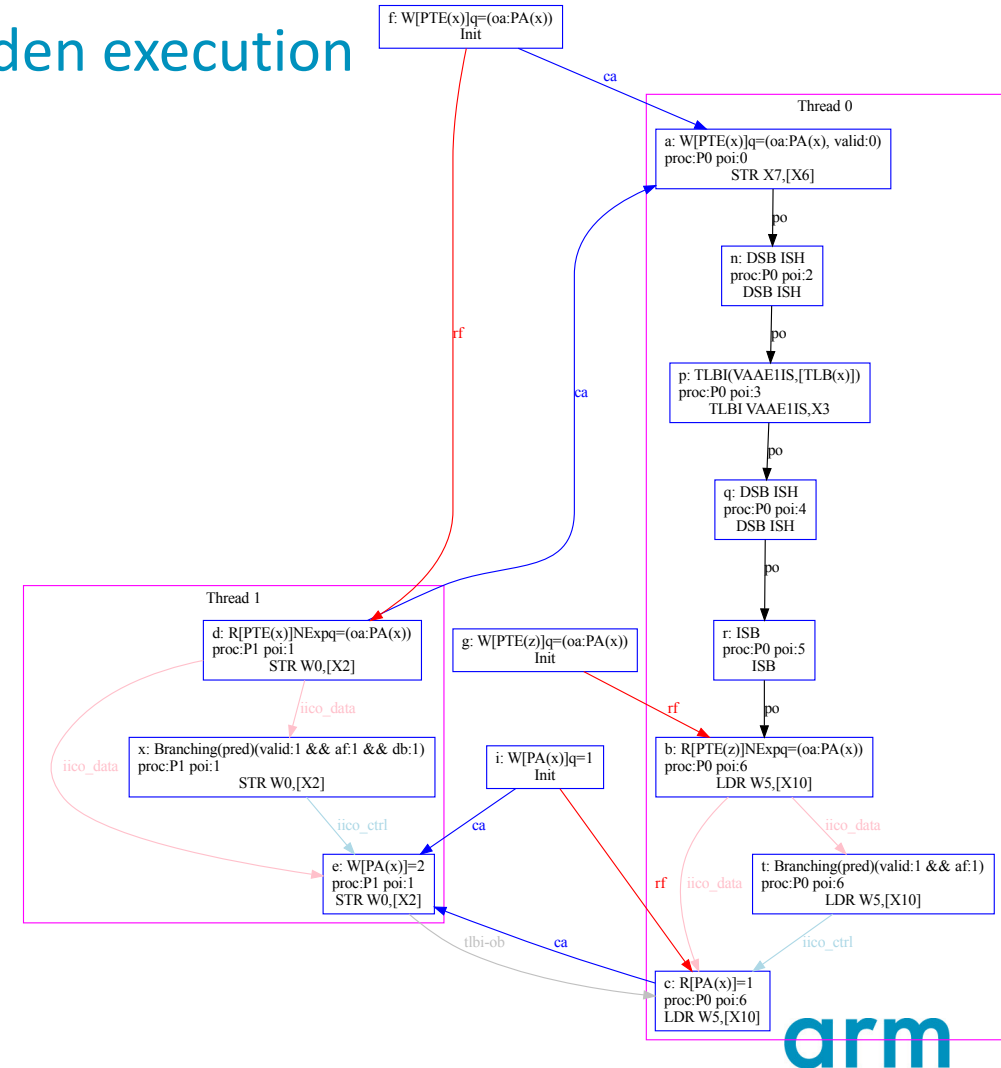 den execution
f: W[PTE(x)]q=(oa:PA(x))
Init
ca
Thread 0
a: W[PTE(x)]q=(oa:PA(x), valid:0)
proc:P0 poi:0
STR X7,[X6]
po
n: DSB ISH
proc:P0 poi:2
DSB ISH
rf
po
ca
p: TLBI(VAAE1IS,[TLB(x)])
proc:P0 poi:3
TLBI VAAE1IS,X3
po
q: DSB ISH
proc:P0 poi:4
DSB ISH
po
Thread 1
d: R[PTE(x)]NExpq=(oa:PA(x))
proc:P1 poi:1
STR W0,[X2]
g: W[PTE(z)]q=(oa:PA(x))
Init
r: ISB
proc:P0 poi:5
ISB
iico_data
rf
po
x: Branching(pred)(valid:1 && af:1 && db:1)
proc:P1 poi:1
STR W0,[X2]
iico_data
i: W[PA(x)]q=1
Init
b: R[PTE(z)]NExpq=(oa:PA(x))
proc:P0 poi:6
LDR W5,[X10]
iico_ctrl
ca
iico_data
e: W[PA(x)]=2
proc:P1 poi:1
STR W0,[X2]
rf
iico_data
t: Branching(pred)(valid:1 && af:1)
proc:P0 poi:6
LDR W5,[X10]
tlbi-ob
ca
iico_ctrl
c: R[PA(x)]=1
proc:P0 poi:6
LDR W5,[X10]
arm